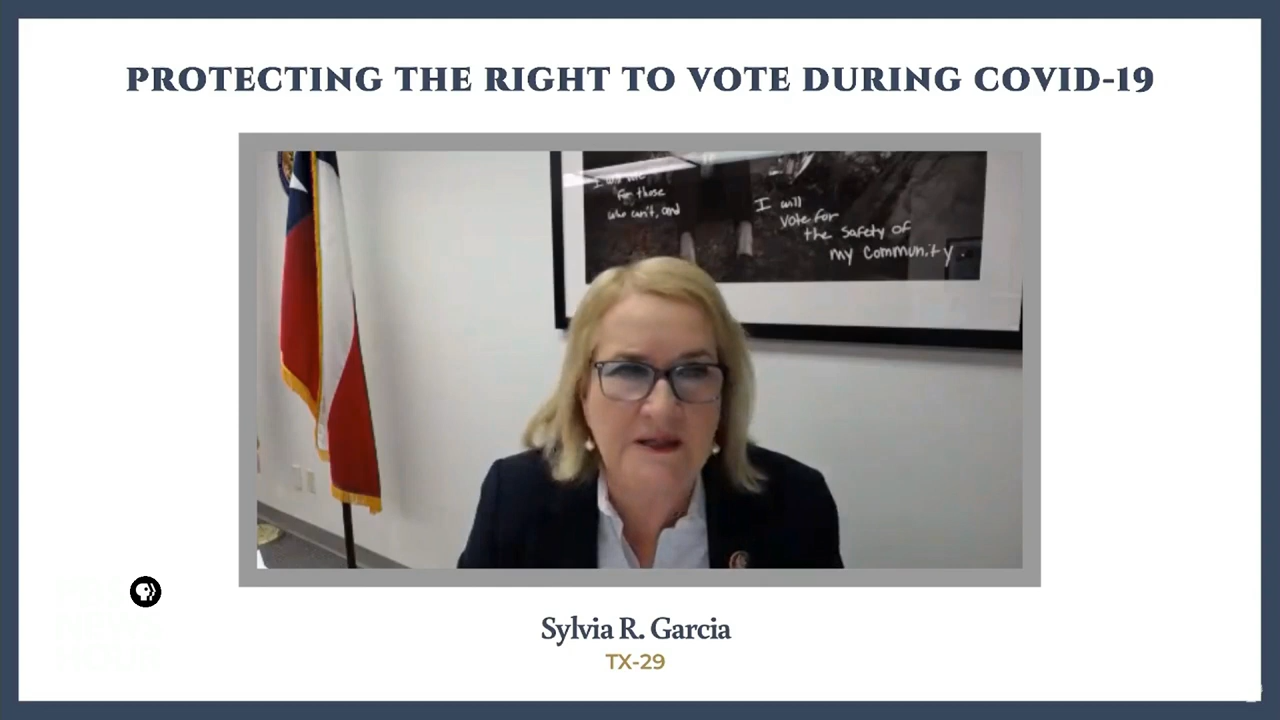 PROTECTING THE RIGHT TO VOTE DURING COVID-19
for those
who can't, and
I will
vote for
the safety of
my community.
Sylvia R. Garcia
TX-29